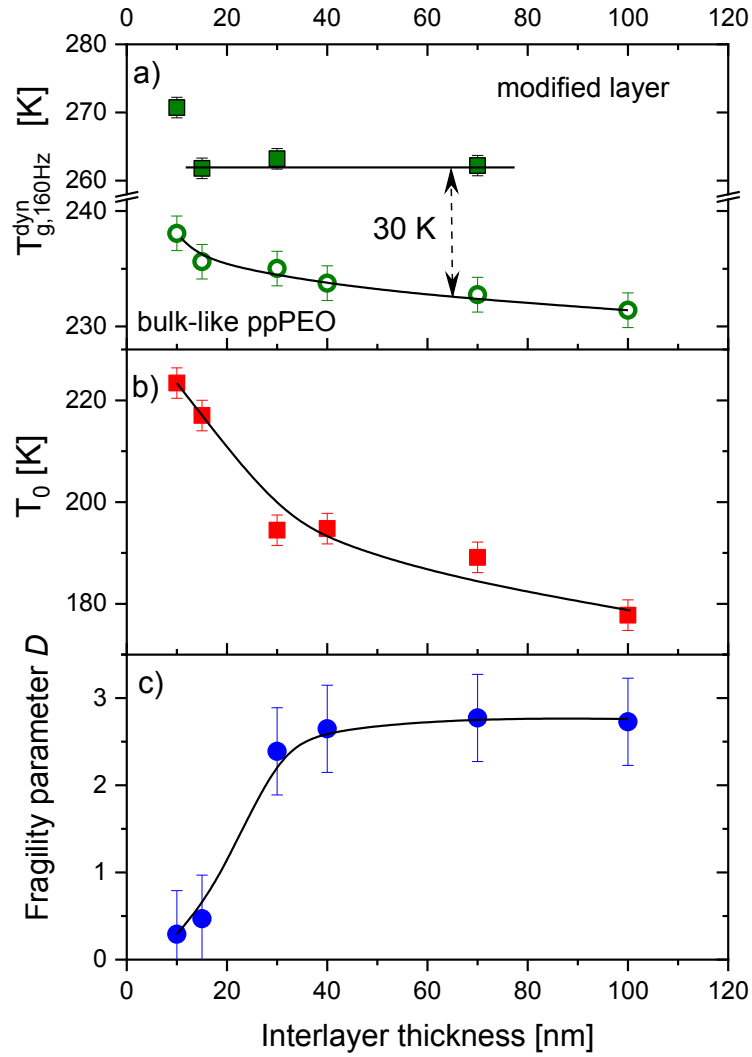 0 20 40 60 80 100 120
280
a)
modified layer
270
260
T_g,160Hz^dyn [K]
240
30 K
230
bulk-like ppPEO
b)
220
T_0 [K]
200
180
c)
3
Fragility parameter D
2
1
0
0 20 40 60 80 100 120
Interlayer thickness [nm]